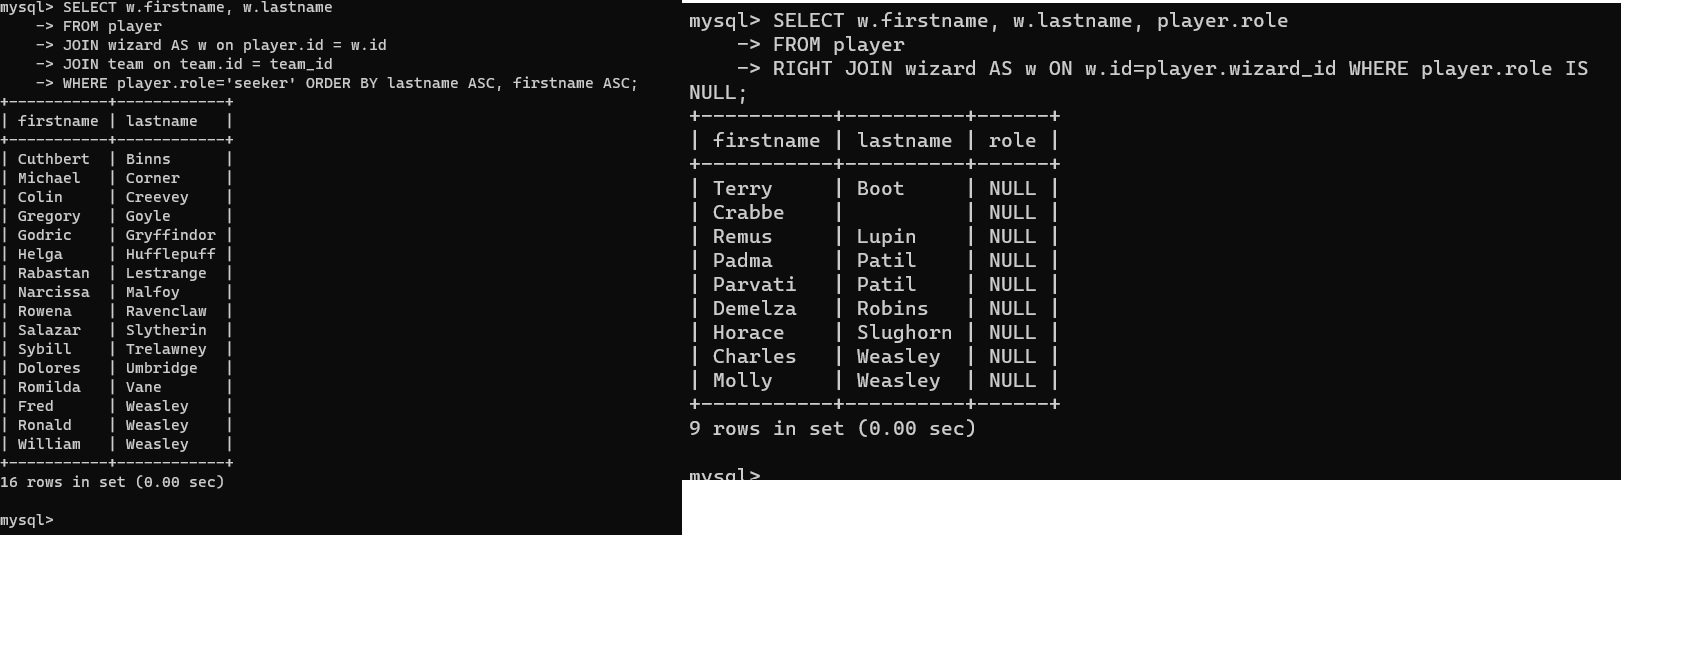 mysql> SELECT w.firstname, w.lastname
    -> FROM player
    -> JOIN wizard AS w on player.id = w.id
    -> JOIN team on team.id = team_id
    -> WHERE player.role='seeker' ORDER BY lastname ASC, firstname ASC;
+-----------+------------+
| firstname | lastname   |
+-----------+------------+
| Cuthbert  | Binns      |
| Michael   | Corner     |
| Colin     | Creevey    |
| Gregory   | Goyle      |
| Godric    | Gryffindor |
| Helga     | Hufflepuff |
| Rabastan  | Lestrange  |
| Narcissa  | Malfoy     |
| Rowena    | Ravenclaw  |
| Salazar   | Slytherin  |
| Sybill    | Trelawney  |
| Dolores   | Umbridge   |
| Romilda   | Vane       |
| Fred      | Weasley    |
| Ronald    | Weasley    |
| William   | Weasley    |
+-----------+------------+
16 rows in set (0.00 sec)

mysql>
mysql> SELECT w.firstname, w.lastname, player.role
    -> FROM player
    -> RIGHT JOIN wizard AS w ON w.id=player.wizard_id WHERE player.role IS
NULL;
+-----------+----------+------+
| firstname | lastname | role |
+-----------+----------+------+
| Terry     | Boot     | NULL |
| Crabbe    |          | NULL |
| Remus     | Lupin    | NULL |
| Padma     | Patil    | NULL |
| Parvati   | Patil    | NULL |
| Demelza   | Robins   | NULL |
| Horace    | Slughorn | NULL |
| Charles   | Weasley  | NULL |
| Molly     | Weasley  | NULL |
+-----------+----------+------+
9 rows in set (0.00 sec)

mysql>